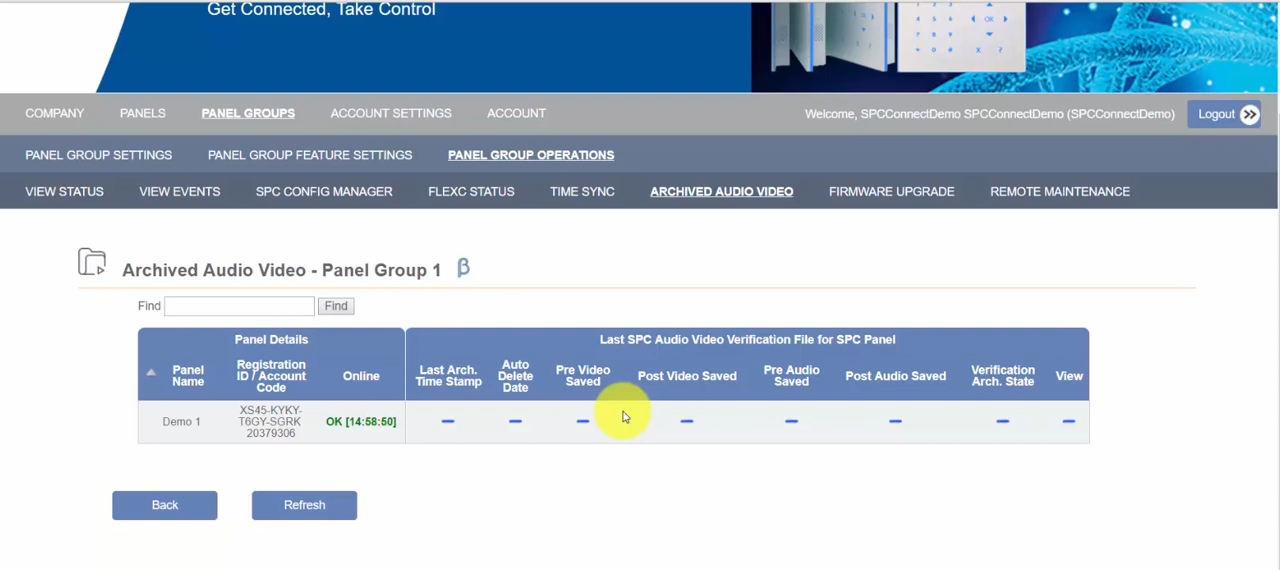 Get Connected, Take Control
COMPANY PANELS PANEL GROUPS ACCOUNT SETTINGS ACCOUNT Welcome, SPCConnectDemo SPCConnectDemo (SPCConnectDemo) Logout
PANEL GROUP SETTINGS PANEL GROUP FEATURE SETTINGS PANEL GROUP OPERATIONS
VIEW STATUS VIEW EVENTS SPC CONFIG MANAGER FLEXC STATUS TIME SYNC ARCHIVED AUDIO VIDEO FIRMWARE UPGRADE REMOTE MAINTENANCE
Archived Audio Video - Panel Group 1 β
Find Find
Panel Details Last SPC Audio Video Verification File for SPC Panel
Panel
Name
Registration
ID / Account
Code
Online
Last Arch.
Time Stamp
Auto
Delete
Date
Pre Video
Saved
Post Video Saved
Pre Audio
Saved
Post Audio Saved
Verification
Arch. State
View
Demo 1
XS45-KYKY-
T6GY-SGRK
20379306
OK [14:58:50]
Back Refresh